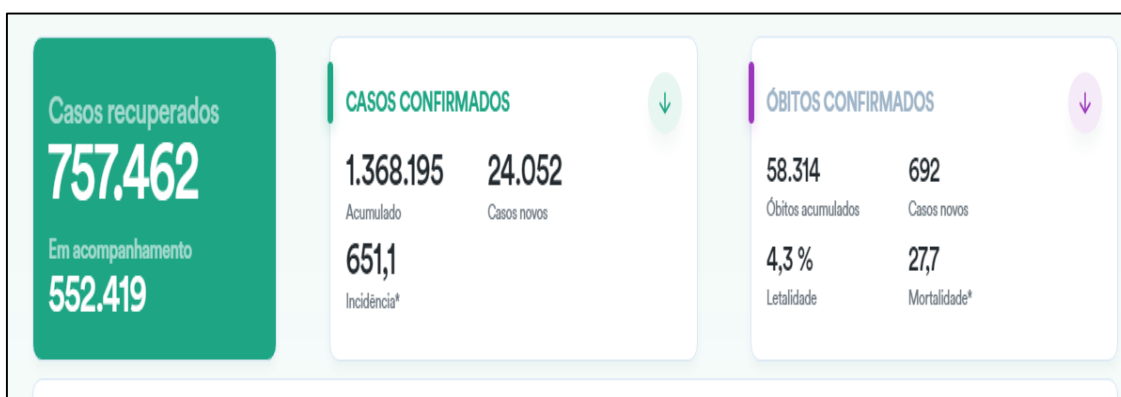 Casos recuperados
757.462
Em acompanhamento
552.419
CASOS CONFIRMADOS
1.368.195
Acumulado
24.052
Casos novos
651,1
Incidência*
ÓBITOS CONFIRMADOS
58.314
Óbitos acumulados
692
Casos novos
4,3 %
Letalidade
27,7
Mortalidade*